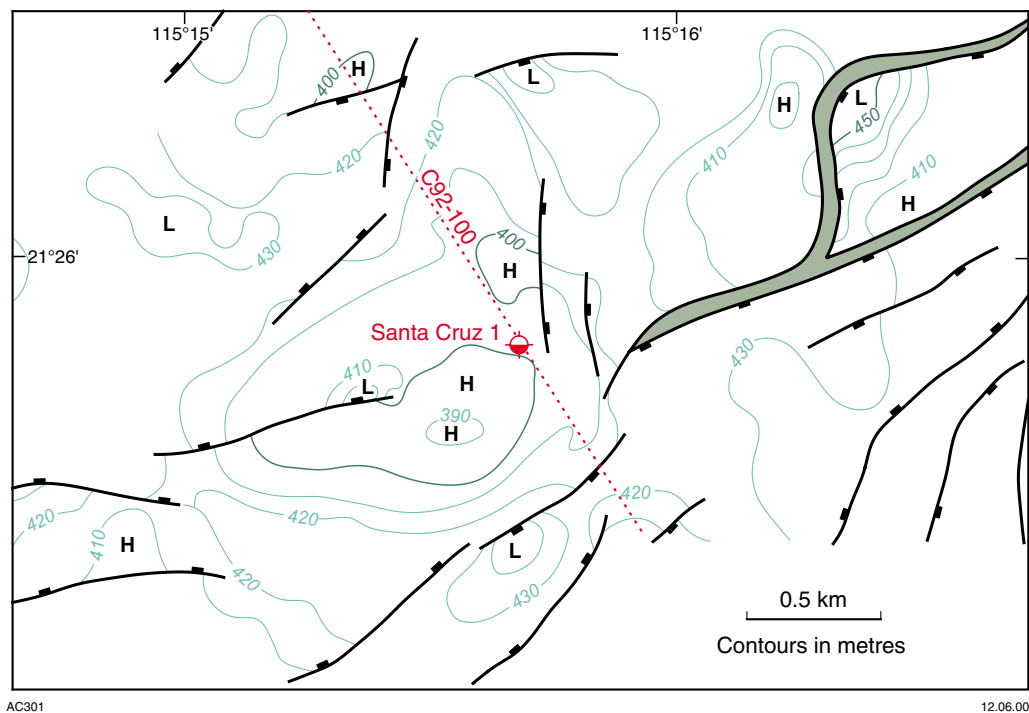 115°15'
115°16'
H
400
L
H
L
450
420
420
410
410
C92-100
H
L
430
400
21°26'
H
Santa Cruz 1
410
L
H
430
390
H
420
420
420
410
H
L
420
430
0.5 km
Contours in metres
AC301
12.06.00